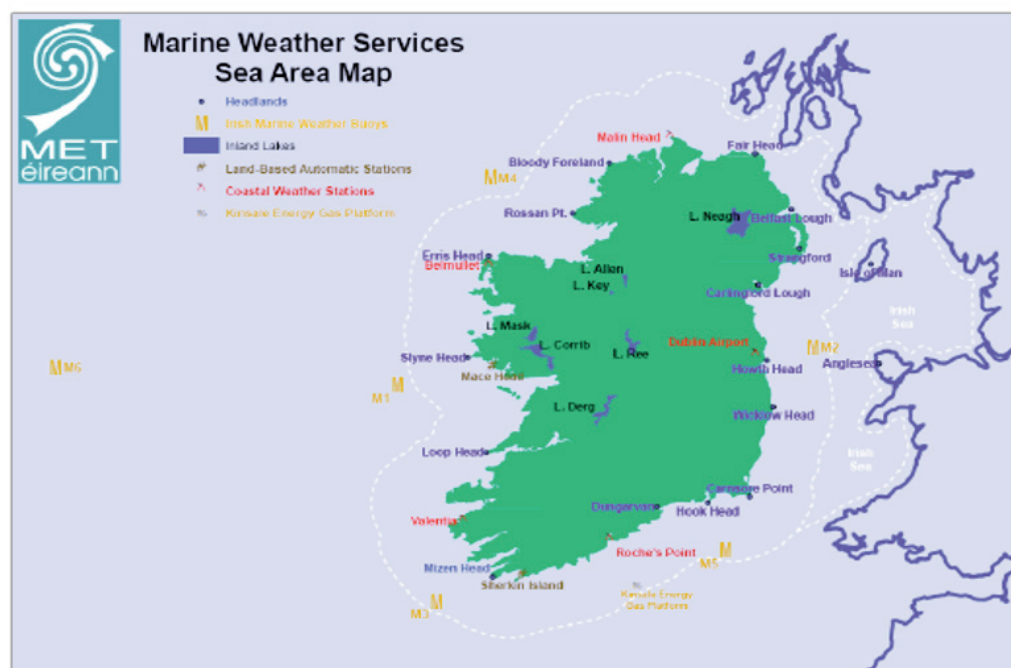 Marine Weather Services
Sea Area Map
MET
éireann
Headlands
Irish Marine Weather Buoys
Inland Lakes
Land-Based Automatic Stations
Coastal Weather Stations
Kinsale Energy Gas Platform
Malin Head
Fair Head
Bloody Foreland
M4
Rossan Pt.
L. Neagh
Belfast Lough
Erris Head
Belmullet
Strangford
Isle of Man
L. Allen
L. Key
Carlingford Lough
Irish
Sea
L. Mask
L. Corrib
L. Ree
Dublin Airport
M2
Slyne Head
Howth Head
Anglesea
M6
Mace Head
M1
L. Derg
Wicklow Head
Loop Head
Irish
Sea
Carnsore Point
Dungarvan
Hook Head
Valentia
Roche's Point
M5
Mizen Head
Sherkin Island
Kinsale Energy
Gas Platform
M3